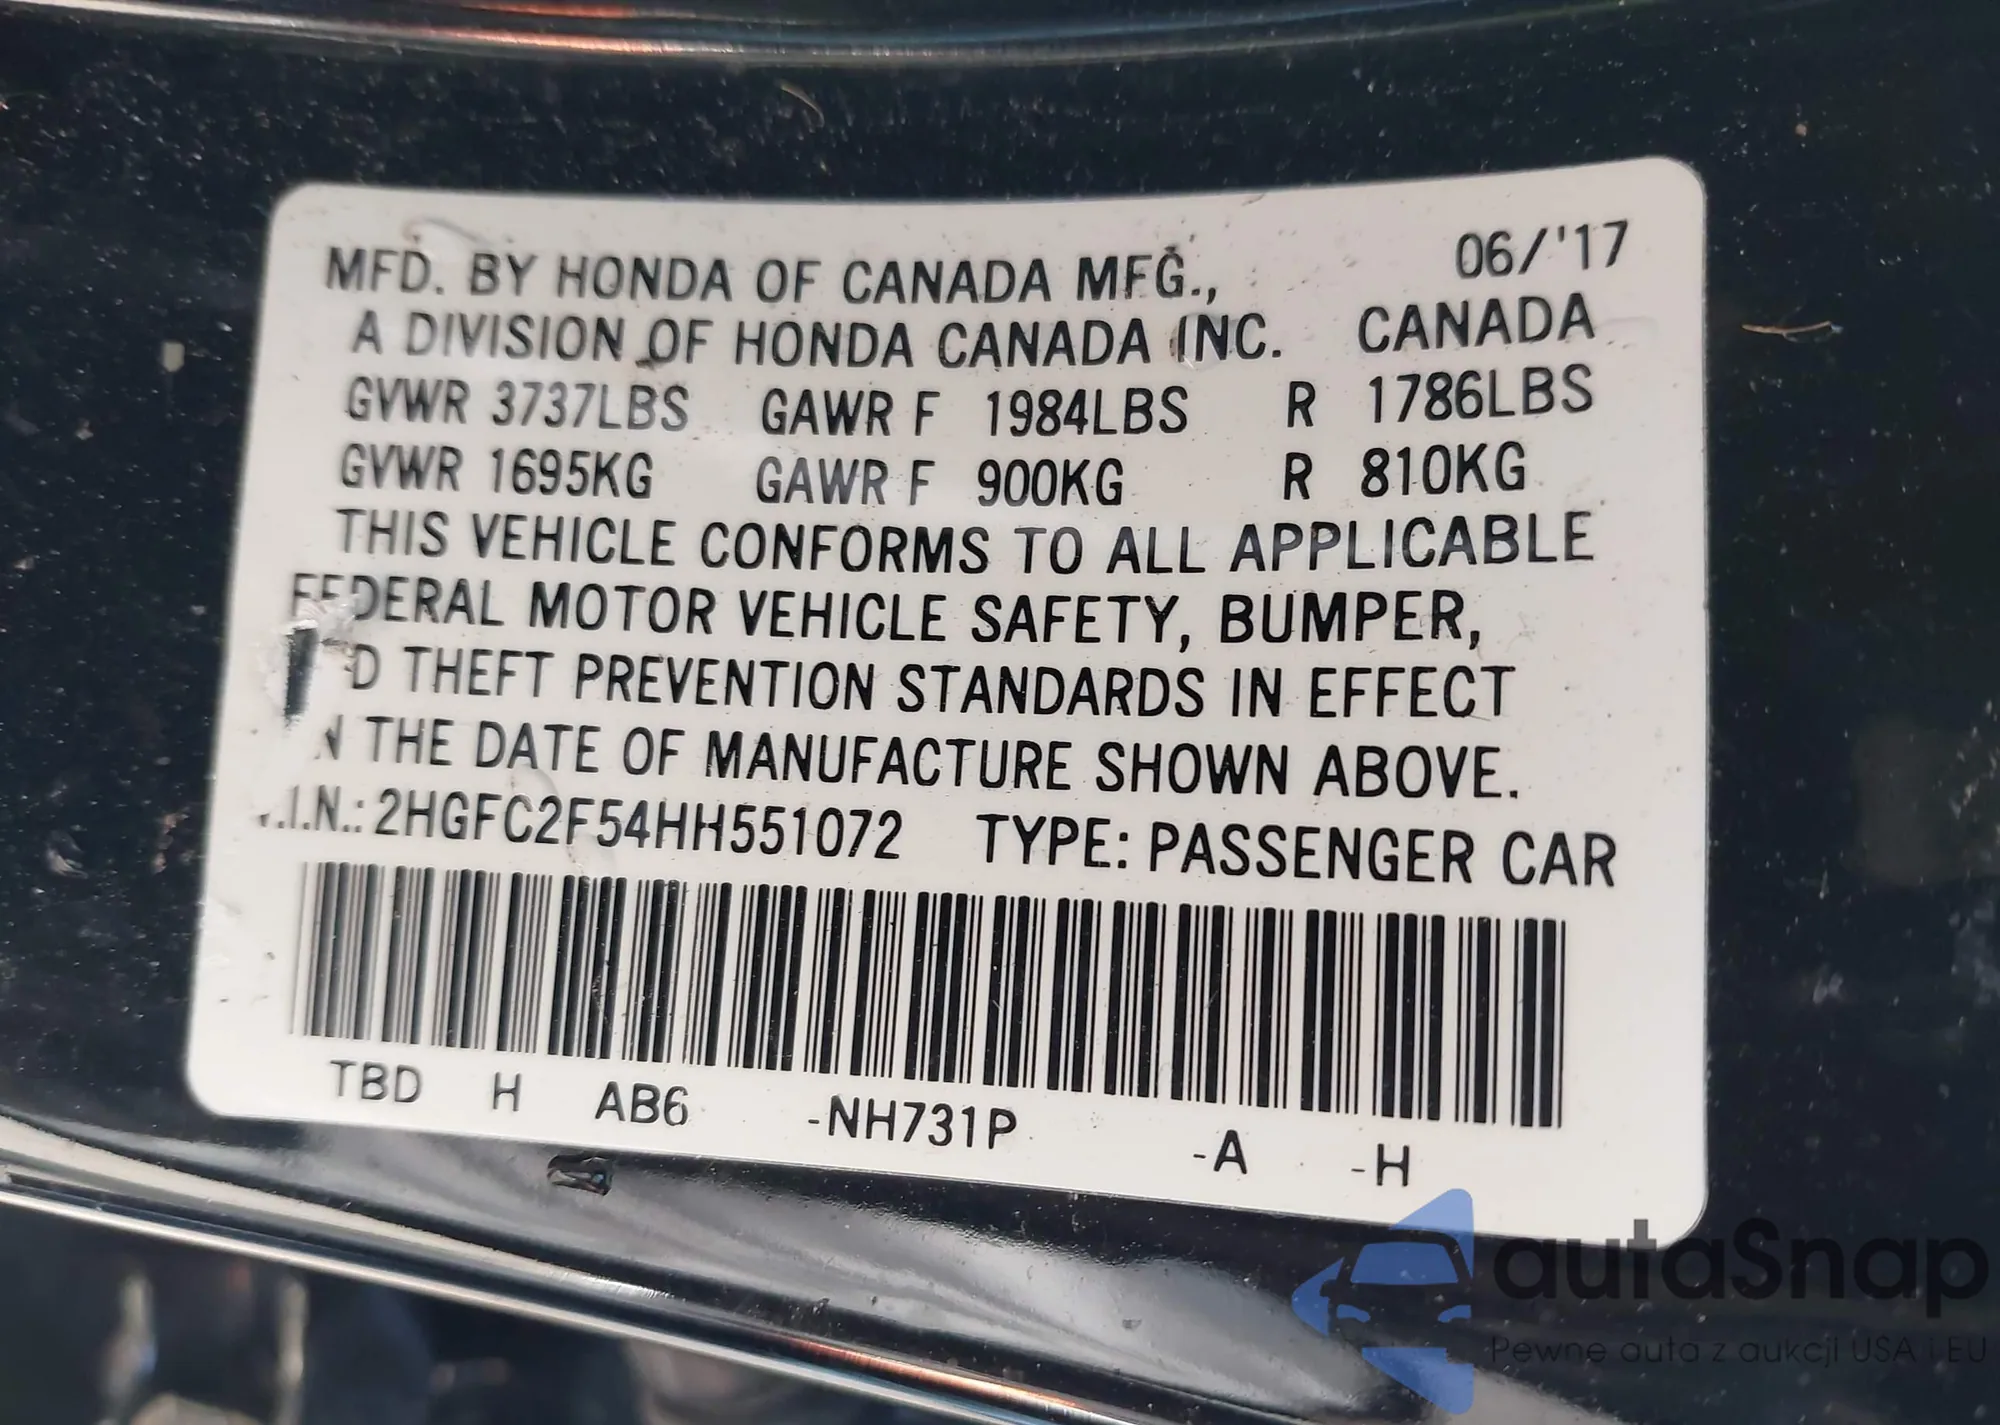 MFD. BY HONDA OF CANADA MFG., 06/'17
A DIVISION OF HONDA CANADA INC. CANADA
GVWR 3737LBS GAWR F 1984LBS R 1786LBS
GVWR 1695KG GAWR F 900KG R 810KG
THIS VEHICLE CONFORMS TO ALL APPLICABLE
FEDERAL MOTOR VEHICLE SAFETY, BUMPER,
THEFT PREVENTION STANDARDS IN EFFECT
THE DATE OF MANUFACTURE SHOWN ABOVE.
V.I.N.: 2HGFC2F54HH551072 TYPE: PASSENGER CAR
TBD H AB6 -NH731P -A -H
autaSnap
Pewne auta z aukcji USA i EU